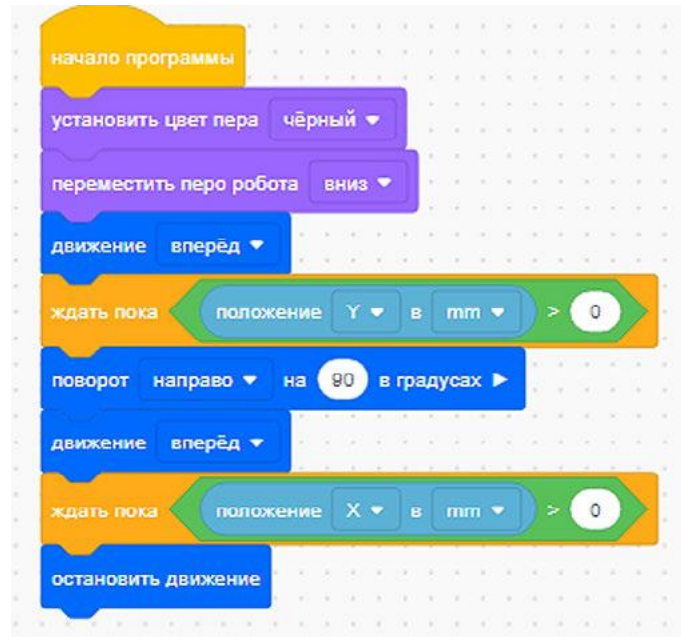 начало программы
установить цвет пера чёрный
переместить перо робота вниз
движение вперёд
ждать пока положение Y в mm > 0
поворот направо на 90 в градусах
движение вперёд
ждать пока положение X в mm > 0
остановить движение